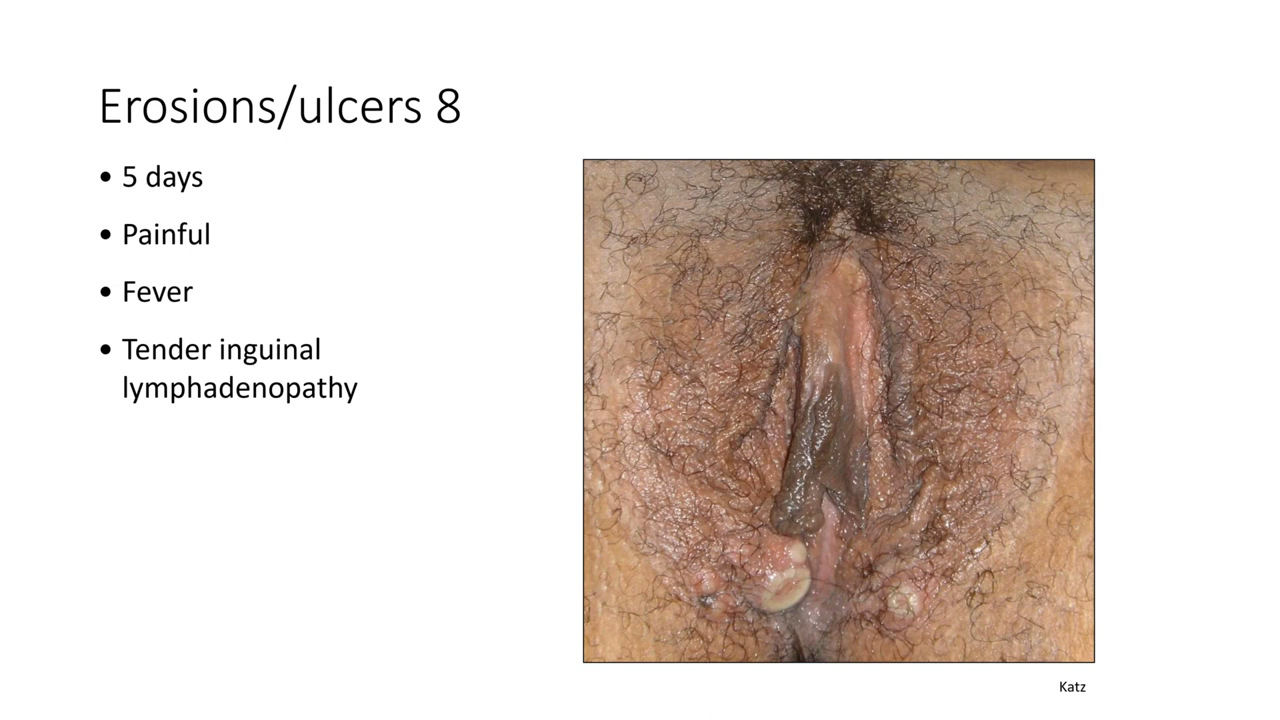 Erosions/ulcers 8
• 5 days
• Painful
• Fever
• Tender inguinal
lymphadenopathy
Katz